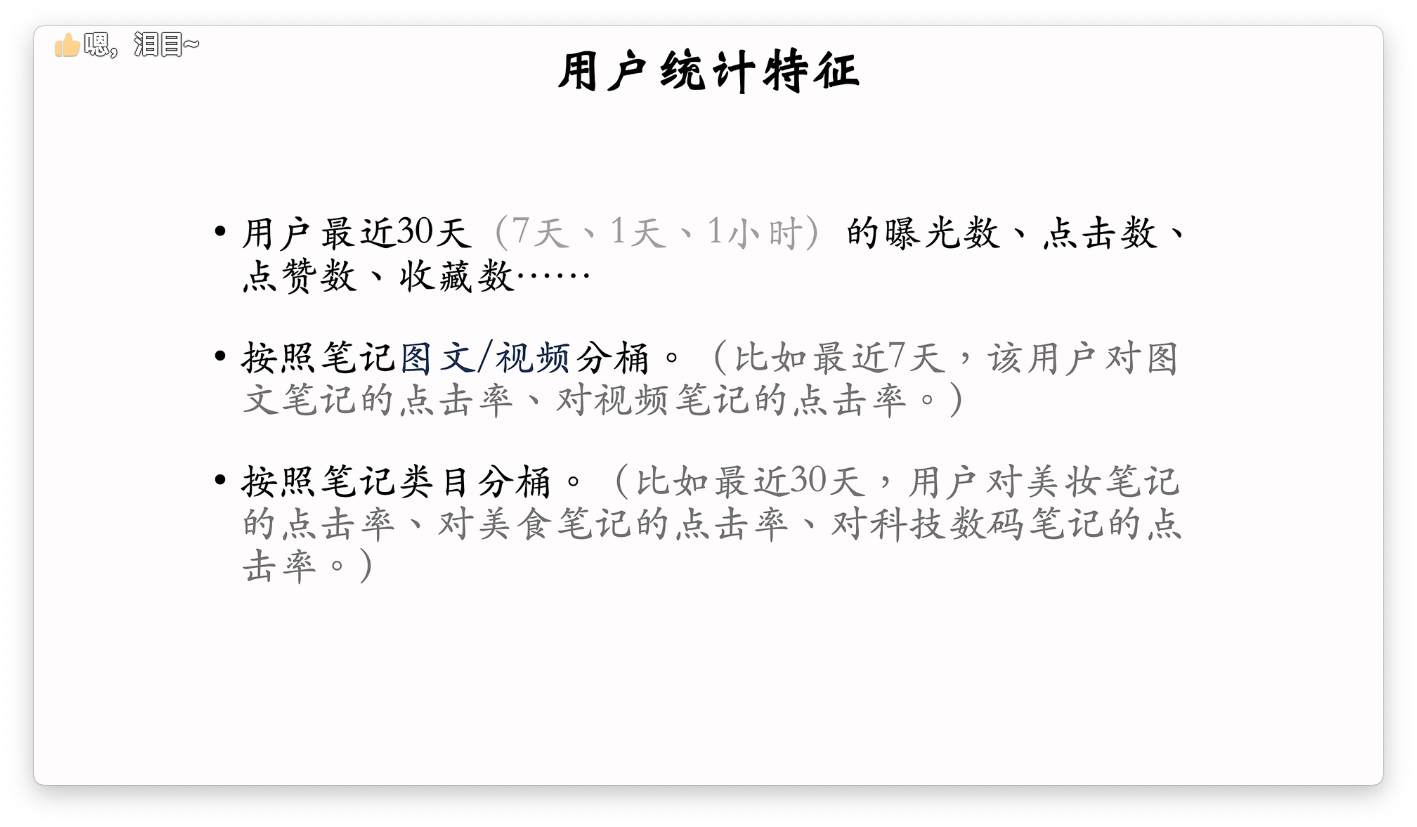 👍嗯，泪目~
用户统计特征
• 用户最近30天（7天、1天、1小时）的曝光数、点击数、
点赞数、收藏数……
• 按照笔记图文/视频分桶。（比如最近7天，该用户对图
文笔记的点击率、对视频笔记的点击率。）
• 按照笔记类目分桶。（比如最近30天，用户对美妆笔记
的点击率、对美食笔记的点击率、对科技数码笔记的点
击率。）